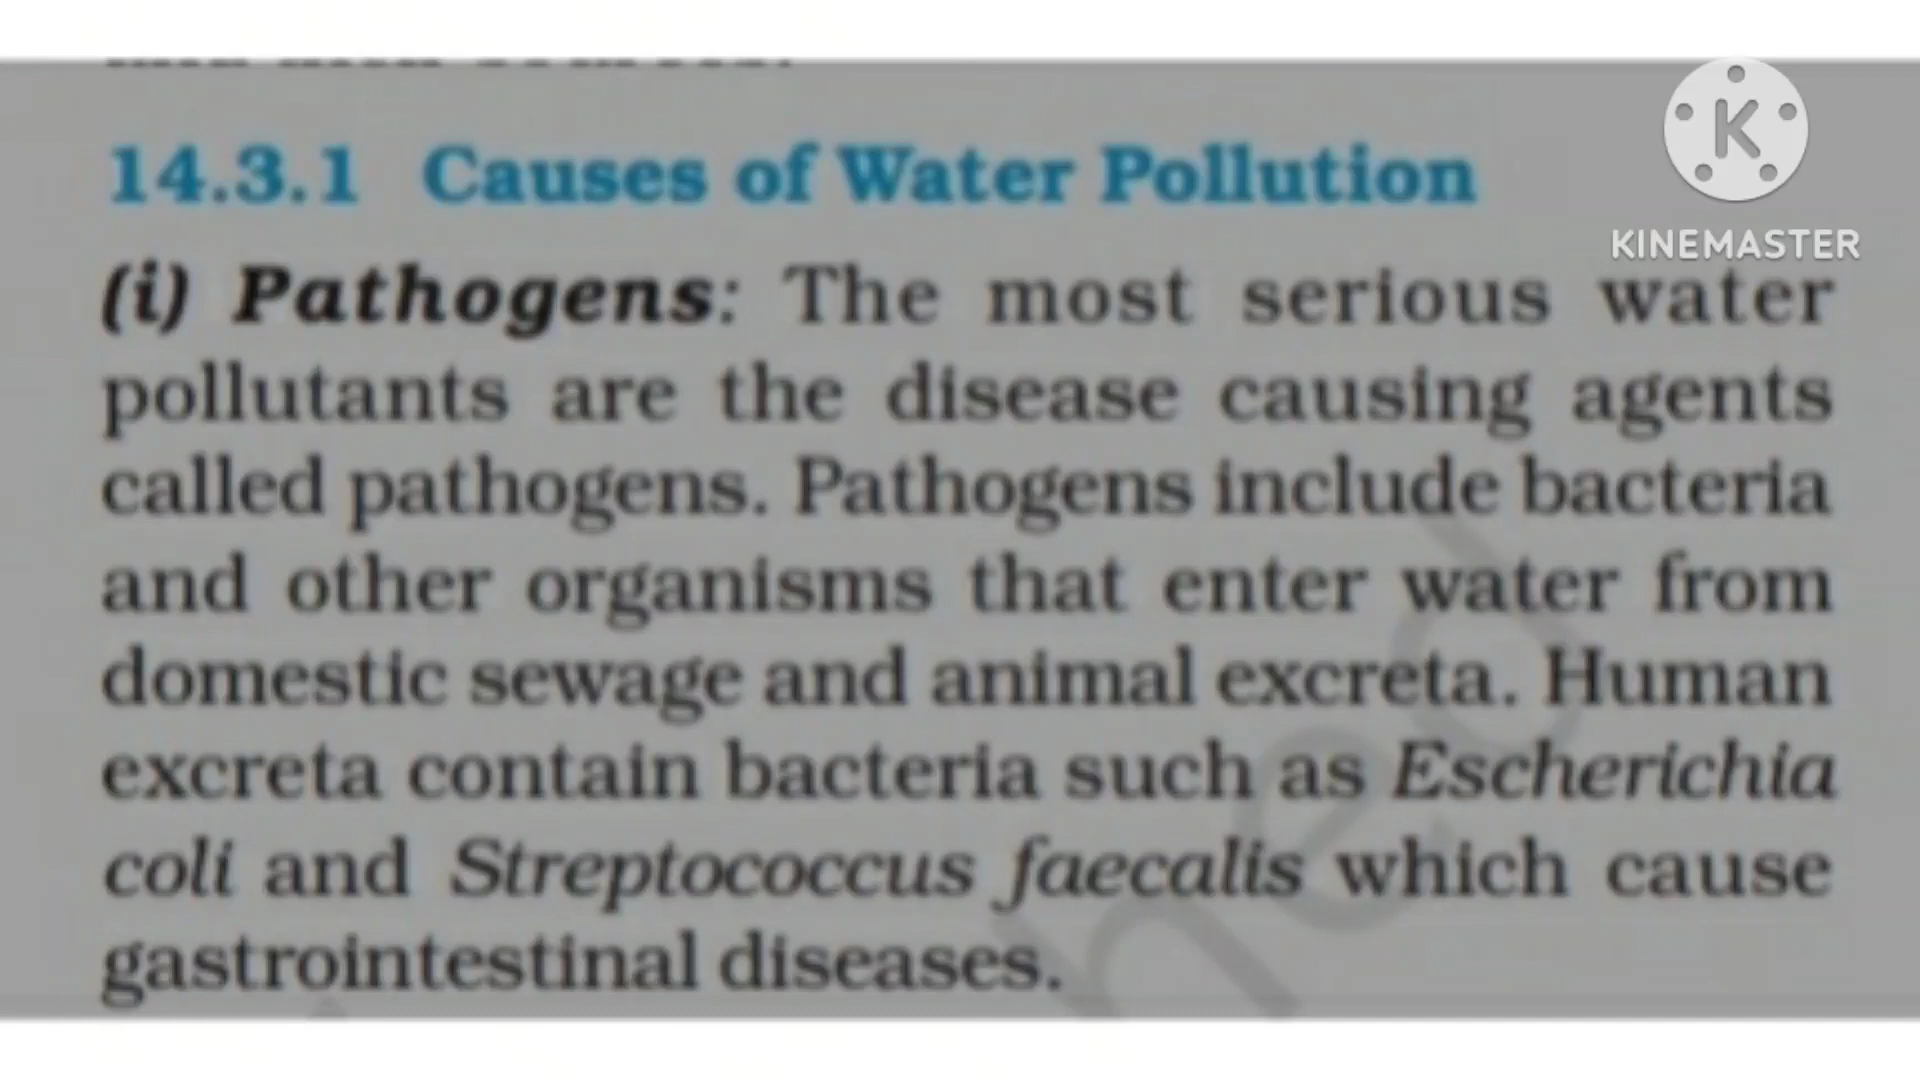 14.3.1 Causes of Water Pollution
KINEMASTER
(i) Pathogens: The most serious water
pollutants are the disease causing agents
called pathogens. Pathogens include bacteria
and other organisms that enter water from
domestic sewage and animal excreta. Human
excreta contain bacteria such as Escherichia
coli and Streptococcus faecalis which cause
gastrointestinal diseases.